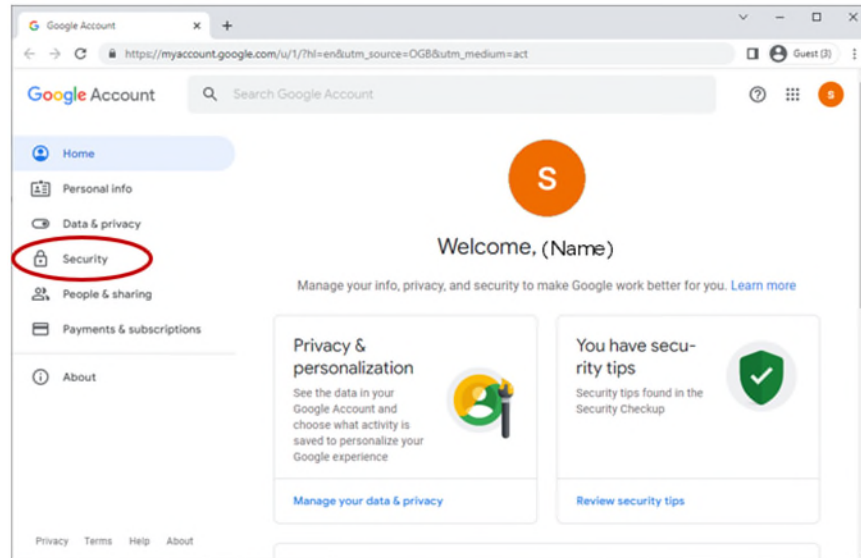 Google Account
https://myaccount.google.com/u/1/?hl=en&utm_source=OGB&utm_medium=act
Guest (3)
Google Account
Search Google Account
S
Home
Personal info
Data & privacy
Security
People & sharing
Payments & subscriptions
About
S
Welcome, (Name)
Manage your info, privacy, and security to make Google work better for you. Learn more
Privacy &
personalization
See the data in your
Google Account and
choose what activity is
saved to personalize your
Google experience
Manage your data & privacy
You have secu-
rity tips
Security tips found in the
Security Checkup
Review security tips
Privacy Terms Help About